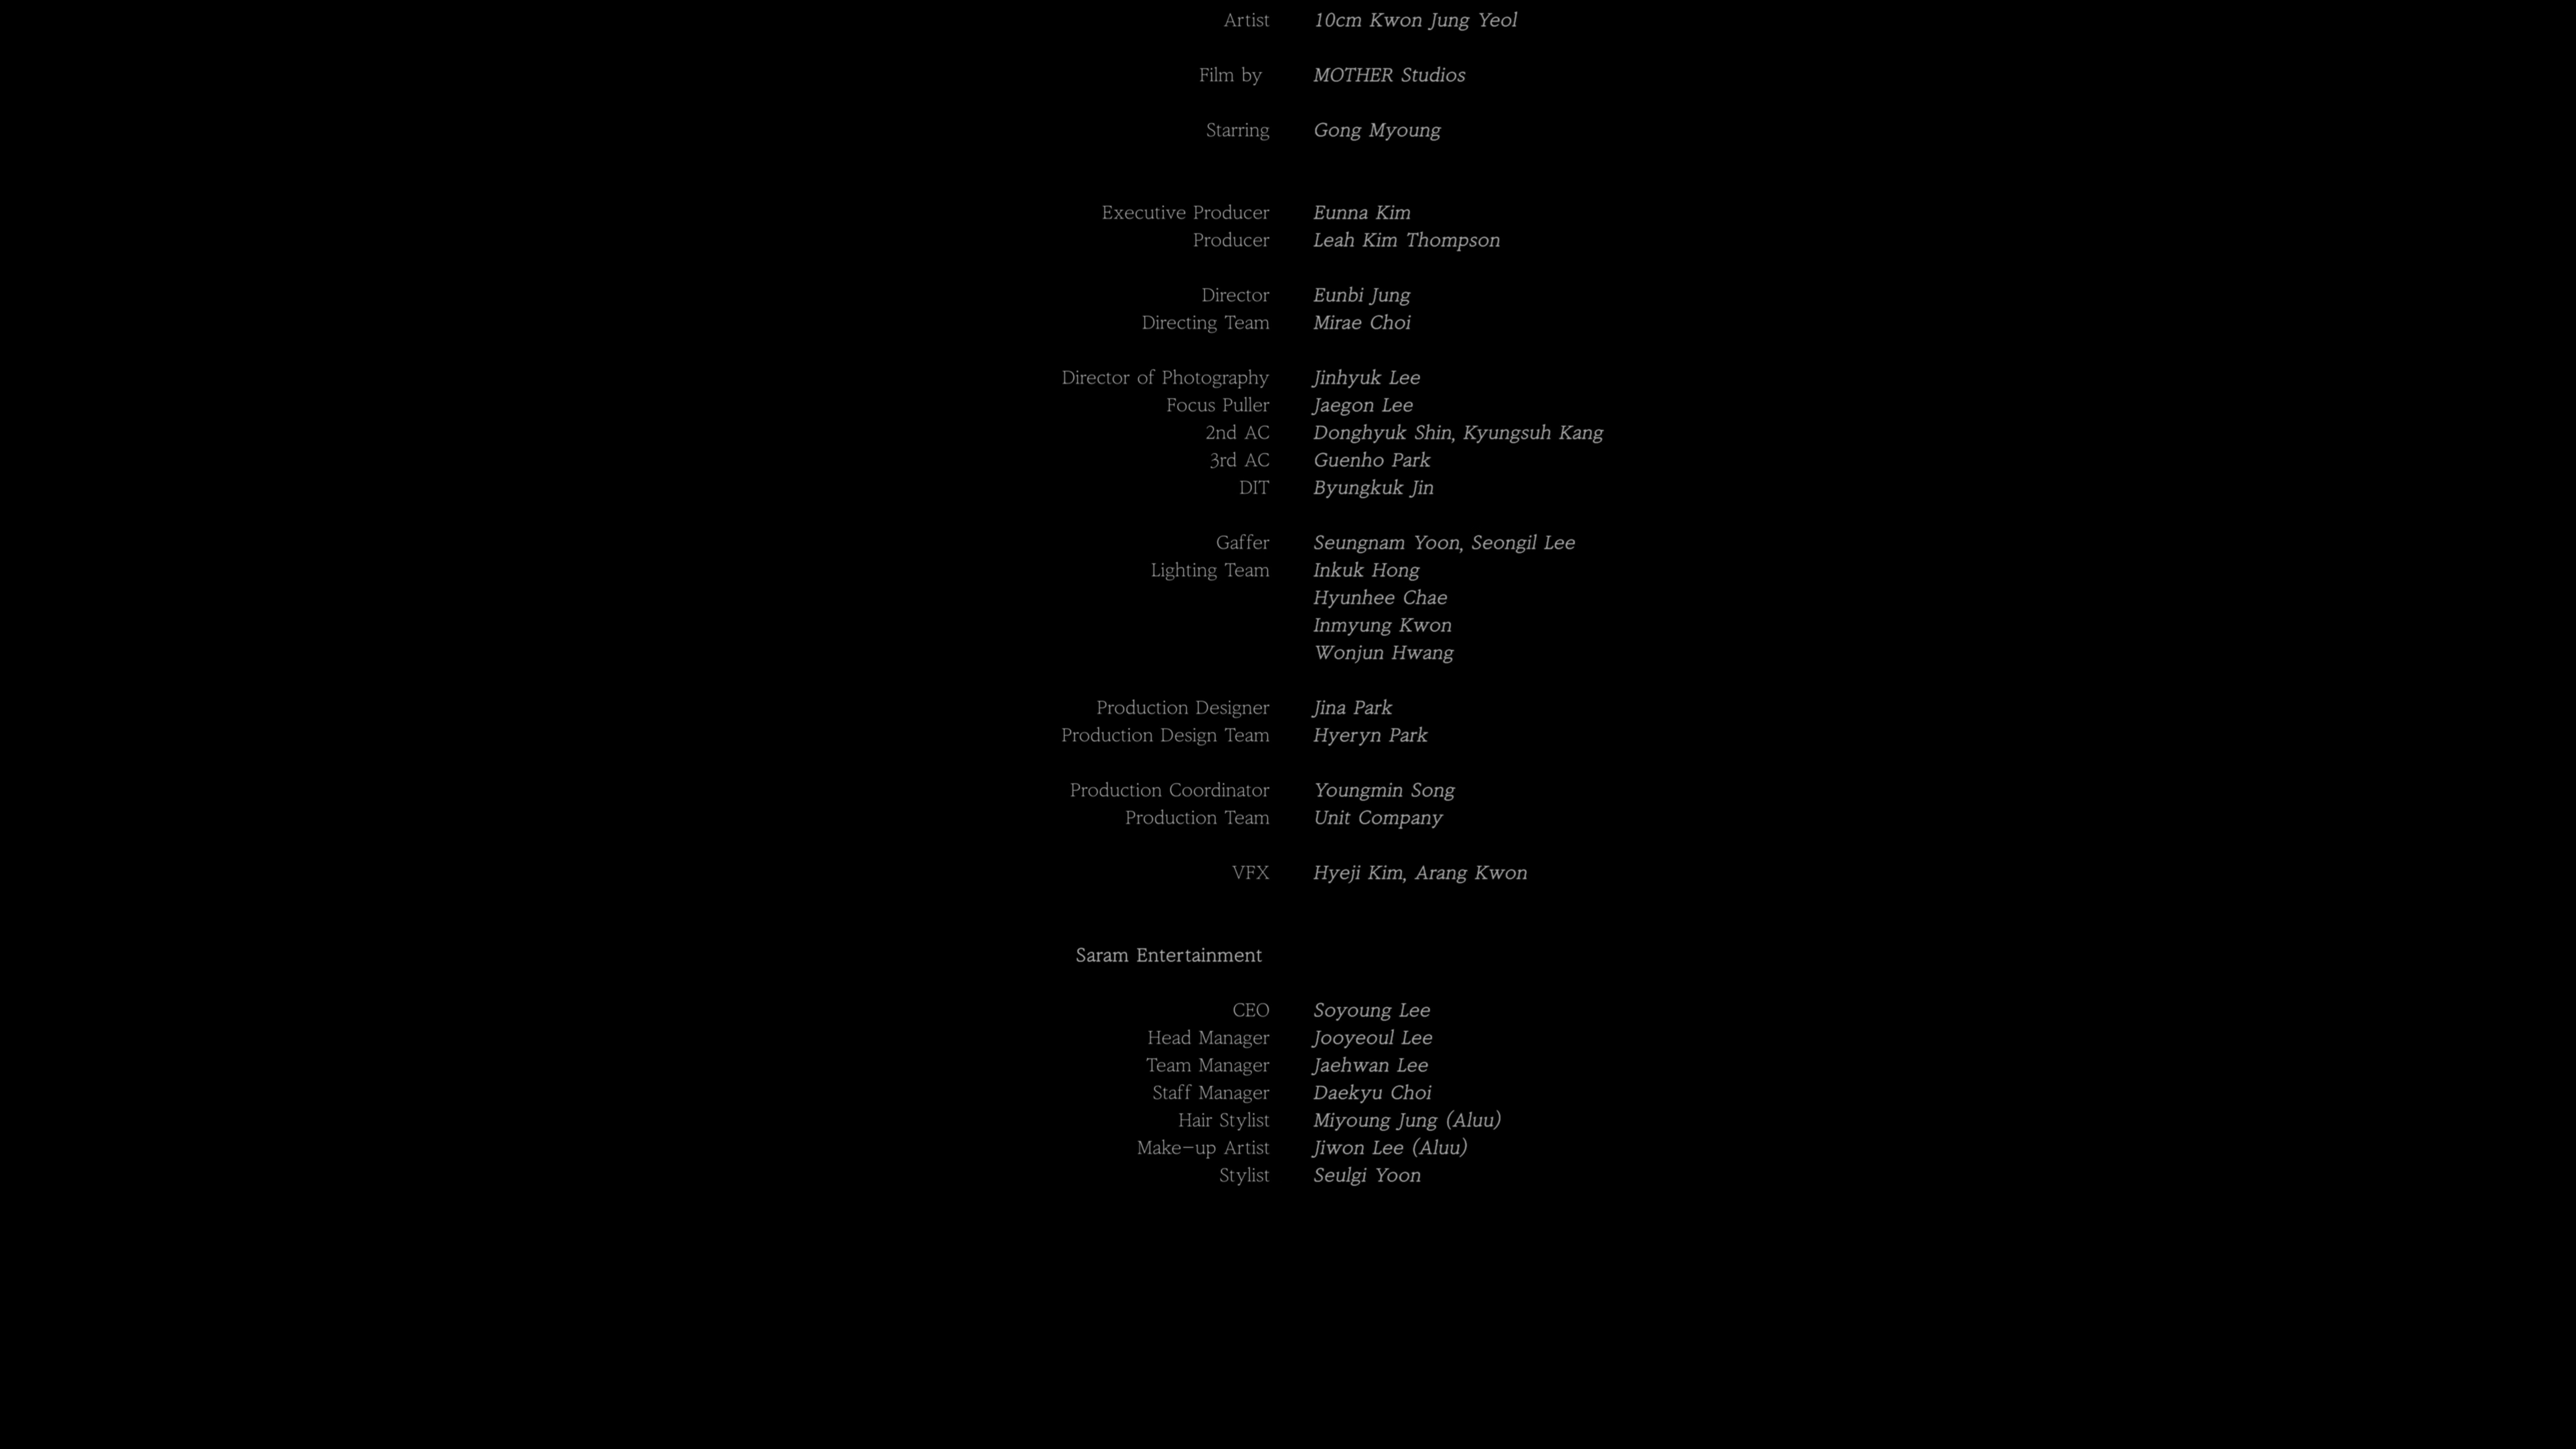 Artist 10cm Kwon Jung Yeol
Film by MOTHER Studios
Starring Gong Myoung
Executive Producer Eunna Kim
Producer Leah Kim Thompson
Director Eunbi Jung
Directing Team Mirae Choi
Director of Photography Jinhyuk Lee
Focus Puller Jaegon Lee
2nd AC Donghyuk Shin, Kyungsuh Kang
3rd AC Guenho Park
DIT Byungkuk Jin
Gaffer Seungnam Yoon, Seongil Lee
Lighting Team Inkuk Hong
Hyunhee Chae
Inmyung Kwon
Wonjun Hwang
Production Designer Jina Park
Production Design Team Hyeryn Park
Production Coordinator Youngmin Song
Production Team Unit Company
VFX Hyeji Kim, Arang Kwon
Saram Entertainment
CEO Soyoung Lee
Head Manager Jooyeoul Lee
Team Manager Jaehwan Lee
Staff Manager Daekyu Choi
Hair Stylist Miyoung Jung (Aluu)
Make-up Artist Jiwon Lee (Aluu)
Stylist Seulgi Yoon